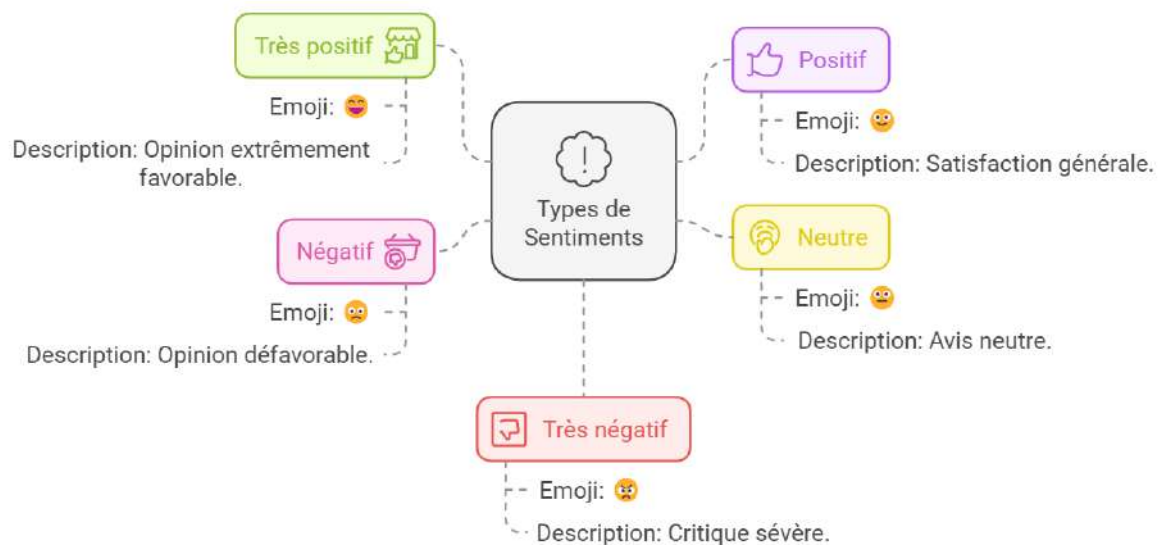 Très positif
Emoji: 😄
Description: Opinion extrêmement
favorable.
Positif
Emoji: 🙂
Description: Satisfaction générale.
Types de
Sentiments
Négatif
Emoji: 🙁
Description: Opinion défavorable.
Neutre
Emoji: 😐
Description: Avis neutre.
Très négatif
Emoji: 😠
Description: Critique sévère.